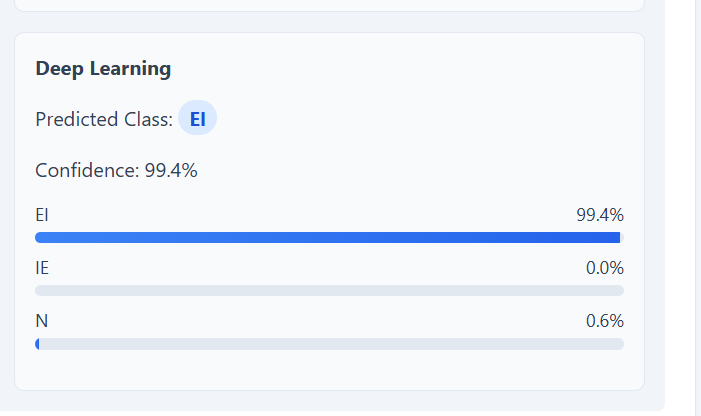 Deep Learning
Predicted Class: EI
Confidence: 99.4%
EI 99.4%
IE 0.0%
N 0.6%